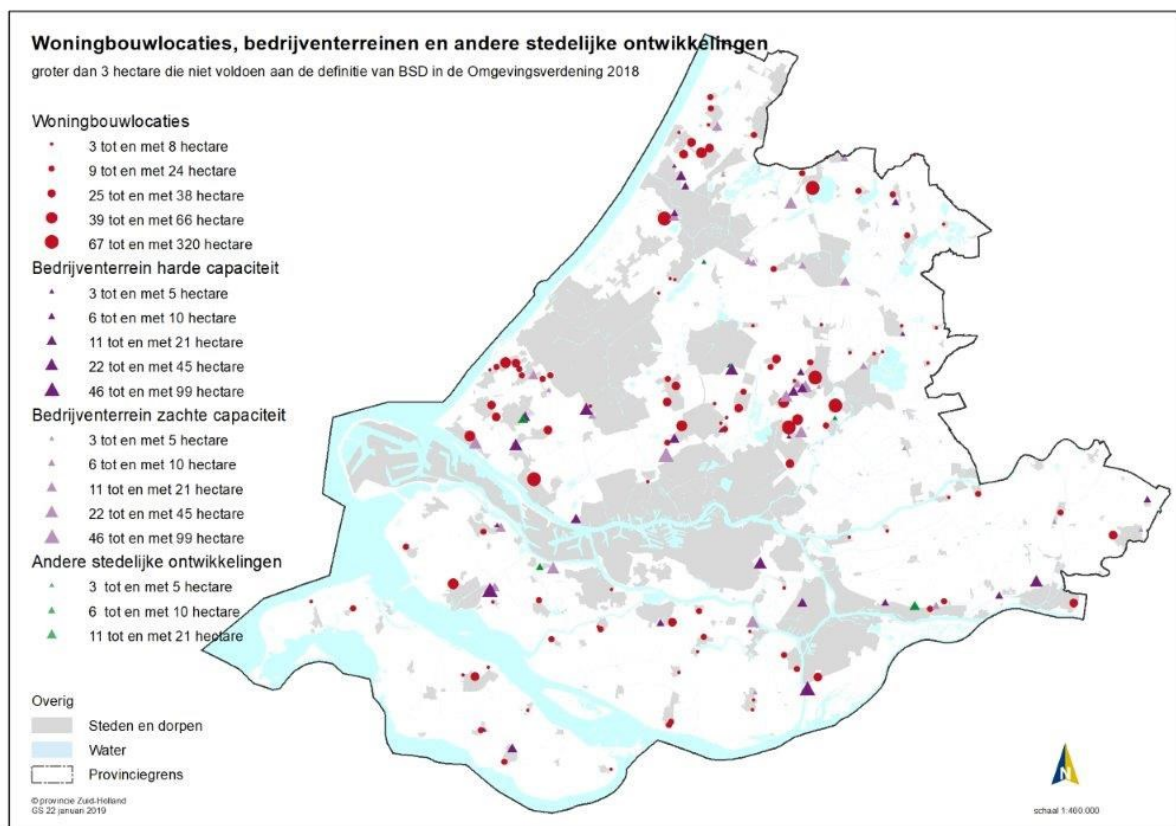 Woningbouwlocaties, bedrijventerreinen en andere stedelijke ontwikkelingen
groter dan 3 hectare die niet voldoen aan de definitie van BSD in de Omgevingsverdening 2018
Woningbouwlocaties
3 tot en met 8 hectare
9 tot en met 24 hectare
25 tot en met 38 hectare
39 tot en met 66 hectare
67 tot en met 320 hectare
Bedrijventerrein harde capaciteit
3 tot en met 5 hectare
6 tot en met 10 hectare
11 tot en met 21 hectare
22 tot en met 45 hectare
46 tot en met 99 hectare
Bedrijventerrein zachte capaciteit
3 tot en met 5 hectare
6 tot en met 10 hectare
11 tot en met 21 hectare
22 tot en met 45 hectare
46 tot en met 99 hectare
Andere stedelijke ontwikkelingen
3 tot en met 5 hectare
6 tot en met 10 hectare
11 tot en met 21 hectare
Overig
Steden en dorpen
Water
Provinciegrens
© provincie Zuid-Holland
GS 22 januari 2019
N
schaal 1:460.000